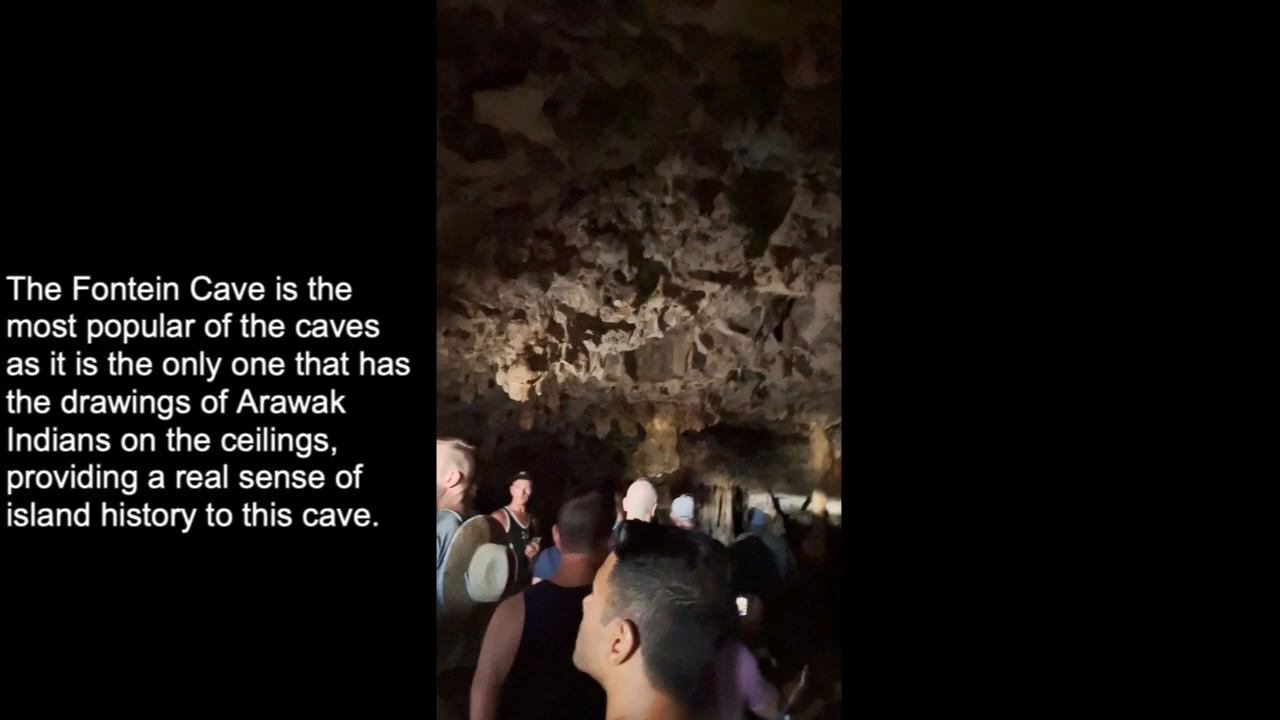 The Fontein Cave is the
most popular of the caves
as it is the only one that has
the drawings of Arawak
Indians on the ceilings,
providing a real sense of
island history to this cave.